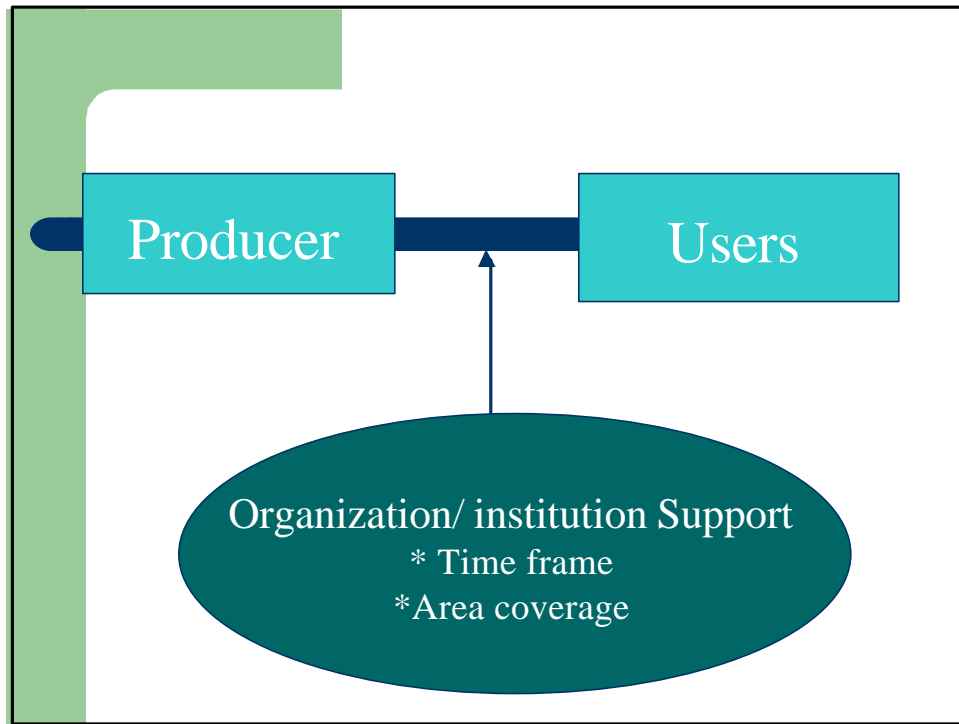 Producer
Users
Organization/ institution Support
* Time frame
*Area coverage